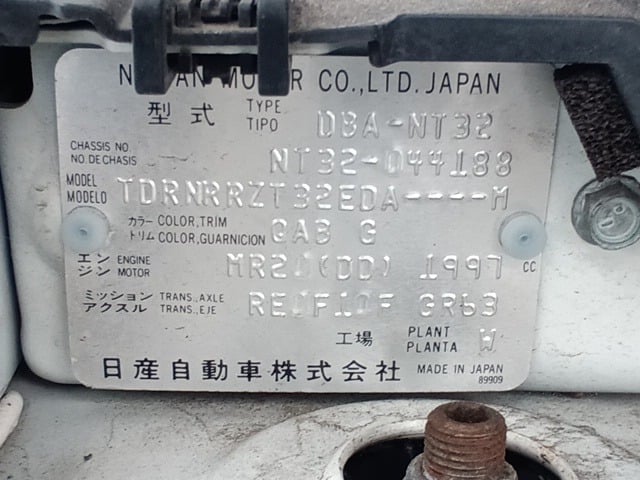 NISSAN MOTOR CO.,LTD. JAPAN
型式 TYPE TIPO DBA-NT32
CHASSIS NO. NO.DE CHASIS NT32-044188
MODEL MODELO TDRNRRZT32EDA----M
カラー COLOR,TRIM トリム COLOR,GUARNICION QAB G
エンジン ENGINE MOTOR MR20(DD) 1997 CC
ミッション TRANS.,AXLE アクスル TRANS.,EJE RE0F10F GR63
工場 PLANT PLANTA W
日産自動車株式会社 MADE IN JAPAN
89909